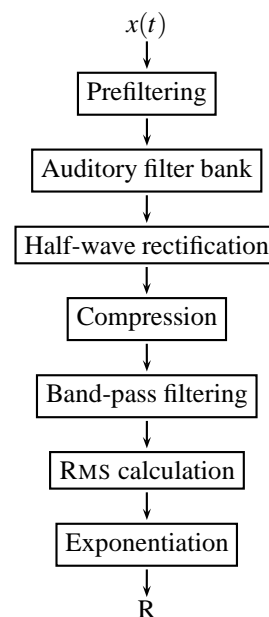 x(t)
Prefiltering
Auditory filter bank
Half-wave rectification
Compression
Band-pass filtering
RMS calculation
Exponentiation
R